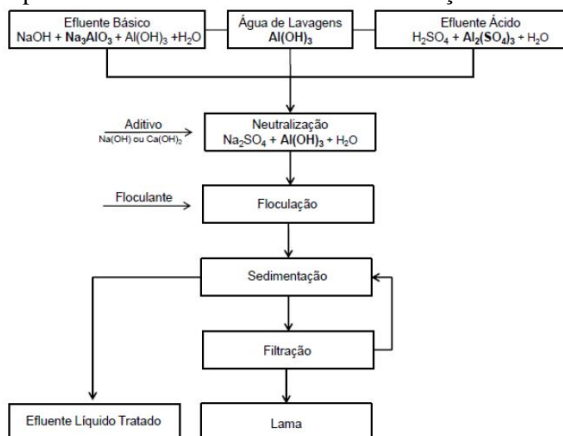 Efluente Básico
NaOH + Na₃AlO₃ + Al(OH)₃ +H₂O
Água de Lavagens
Al(OH)₃
Efluente Ácido
H₂SO₄ + Al₂(SO₄)₃ + H₂O
Aditivo
Na(OH) ou Ca(OH)₂
Neutralização
Na₂SO₄ + Al(OH)₃ + H₂O
Floculante
Floculação
Sedimentação
Filtração
Efluente Líquido Tratado
Lama